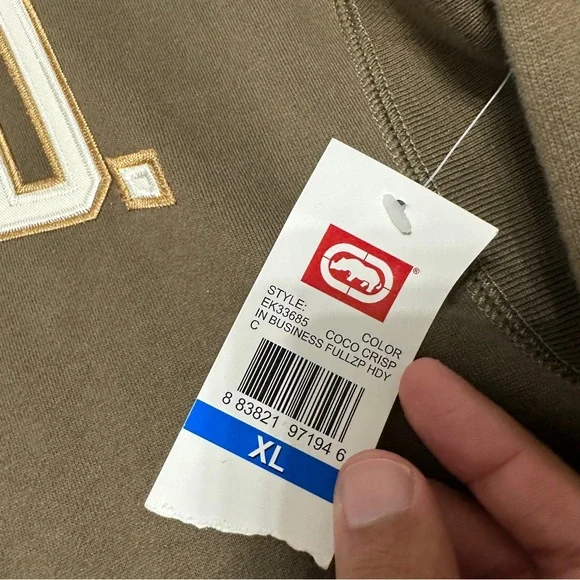 D.
®
STYLE: COLOR
EK33685 COCO CRISP
IN BUSINESS FULLZP HDY
C
8 83821 97194 6
XL